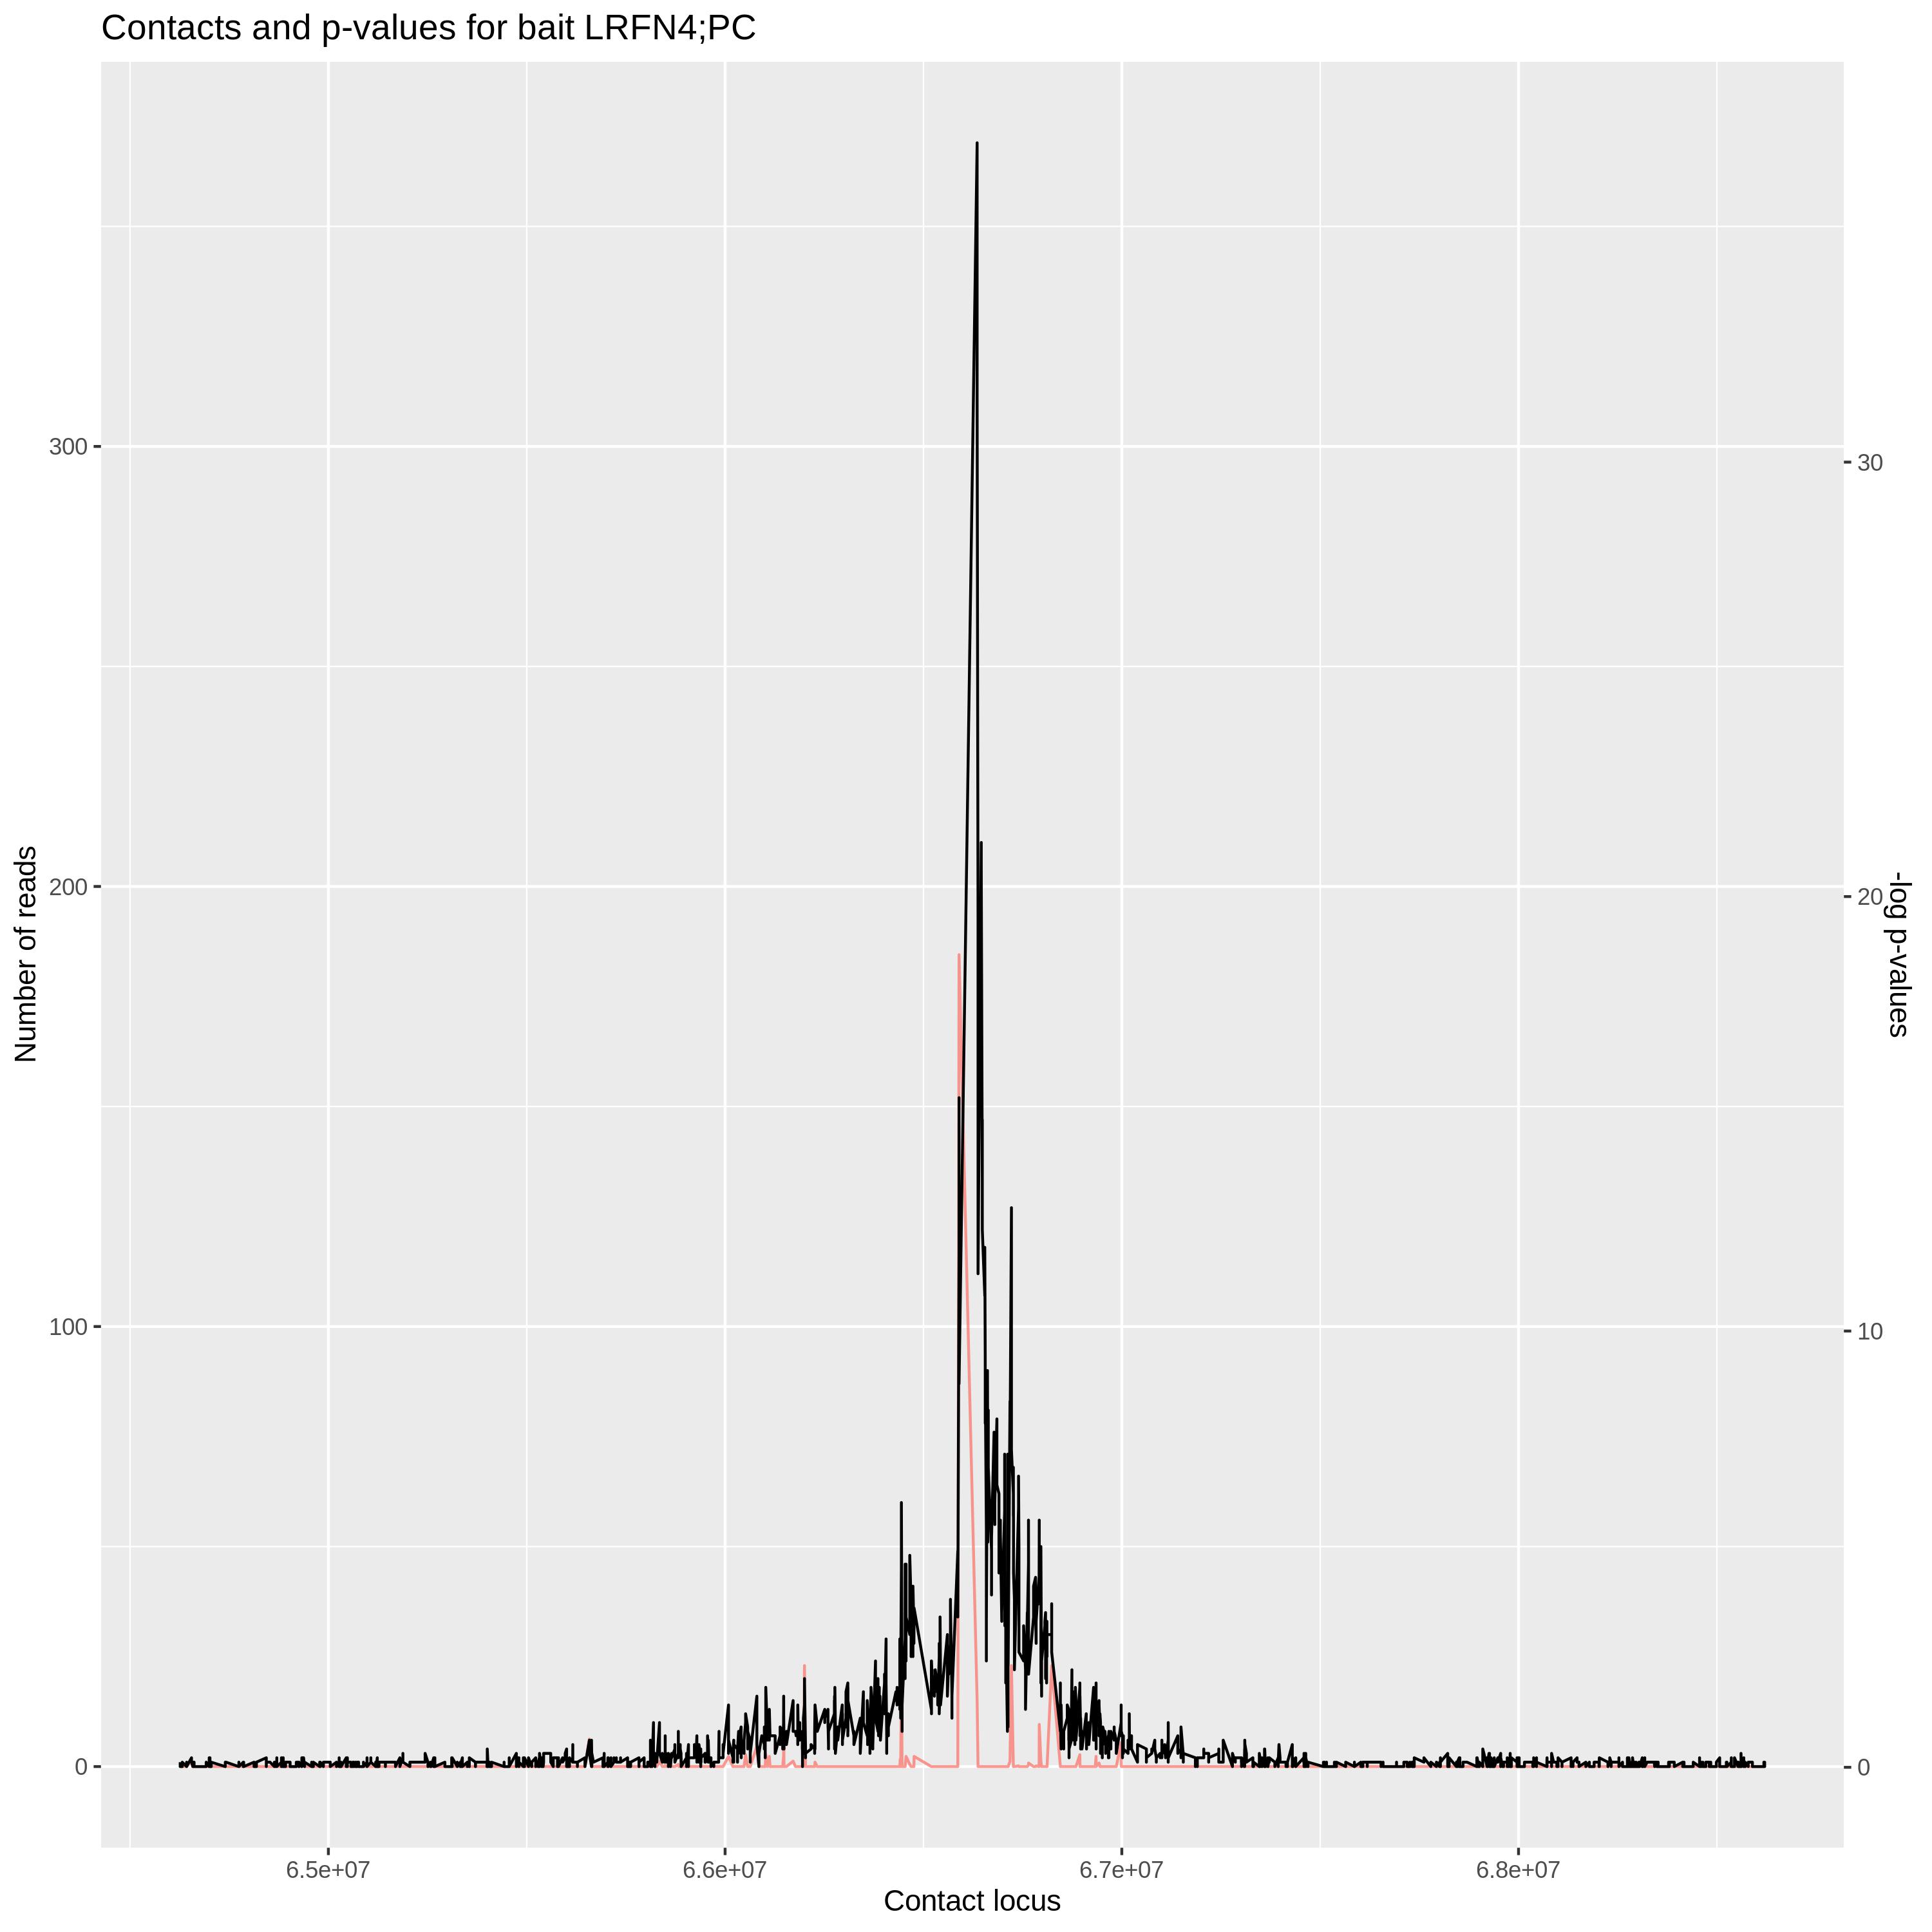 Contacts and p-values for bait LRFN4;PC
Number of reads
300
200
100
0
30
20
10
0
-log p-values
6.5e+07 6.6e+07 6.7e+07 6.8e+07
Contact locus